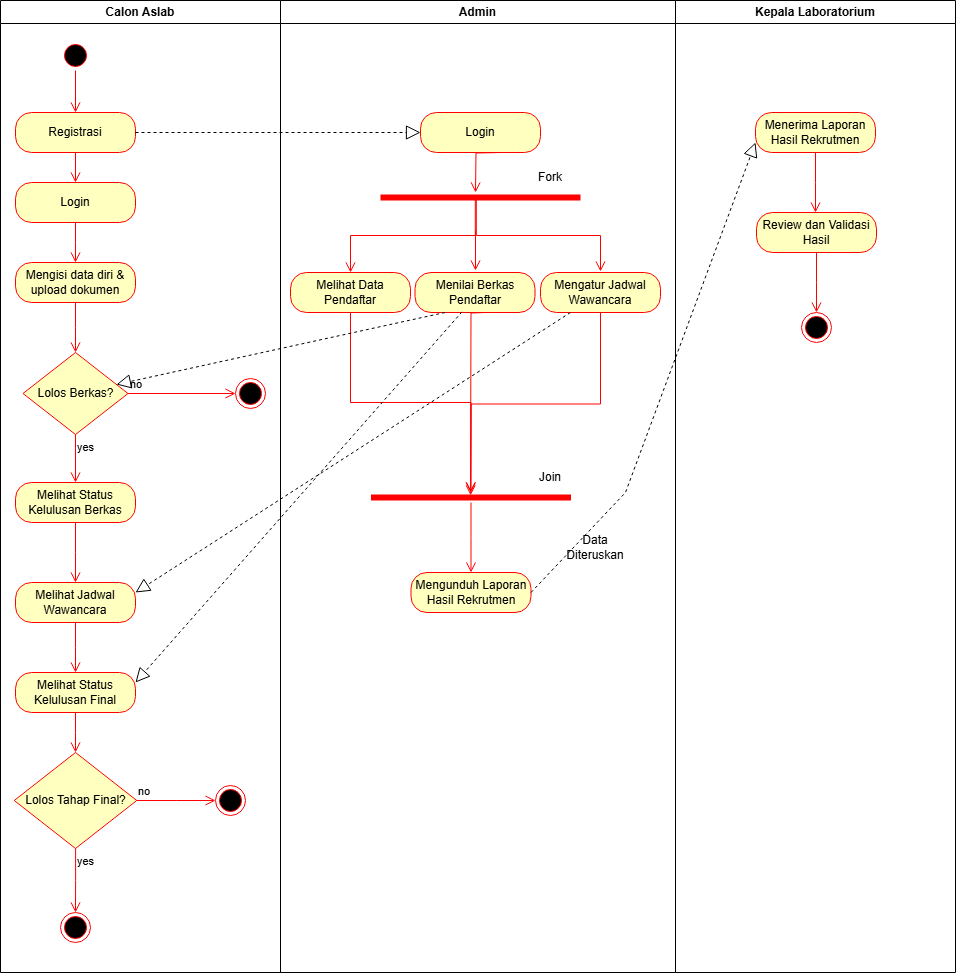 Calon Aslab
Admin
Kepala Laboratorium
Registrasi
Login
Mengisi data diri &
upload dokumen
Lolos Berkas?
no
yes
Melihat Status
Kelulusan Berkas
Melihat Jadwal
Wawancara
Melihat Status
Kelulusan Final
Lolos Tahap Final?
no
yes
Login
Fork
Melihat Data
Pendaftar
Menilai Berkas
Pendaftar
Mengatur Jadwal
Wawancara
Join
Mengunduh Laporan
Hasil Rekrutmen
Data
Diteruskan
Menerima Laporan
Hasil Rekrutmen
Review dan Validasi
Hasil